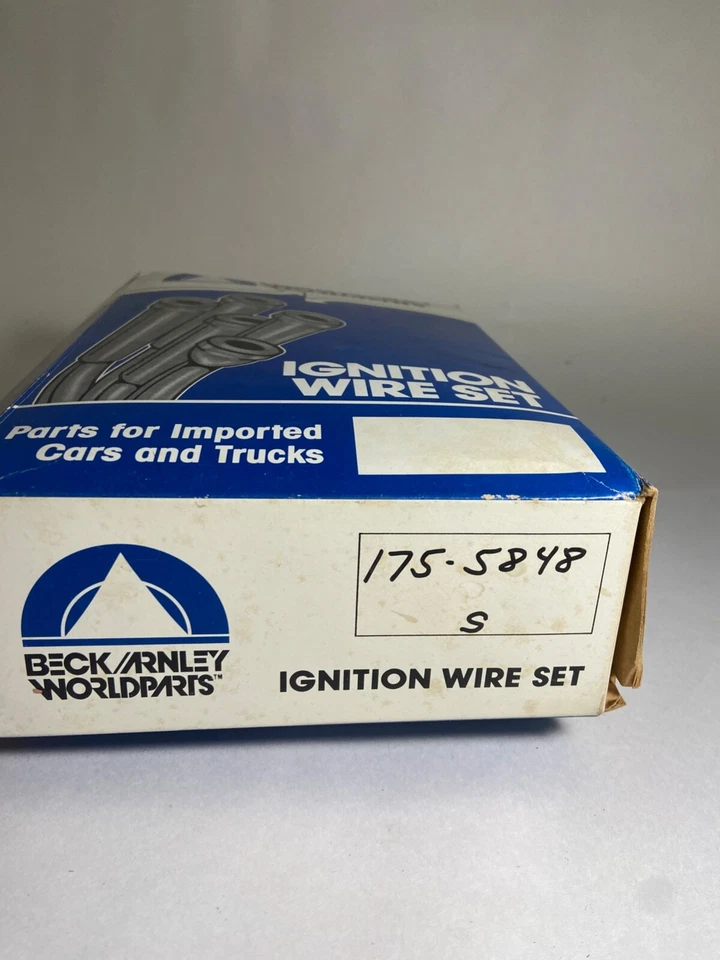 IGNITION
WIRE SET
Parts for Imported
Cars and Trucks
175-5848
S
BECK/ARNLEY
WORLDPARTS™
IGNITION WIRE SET